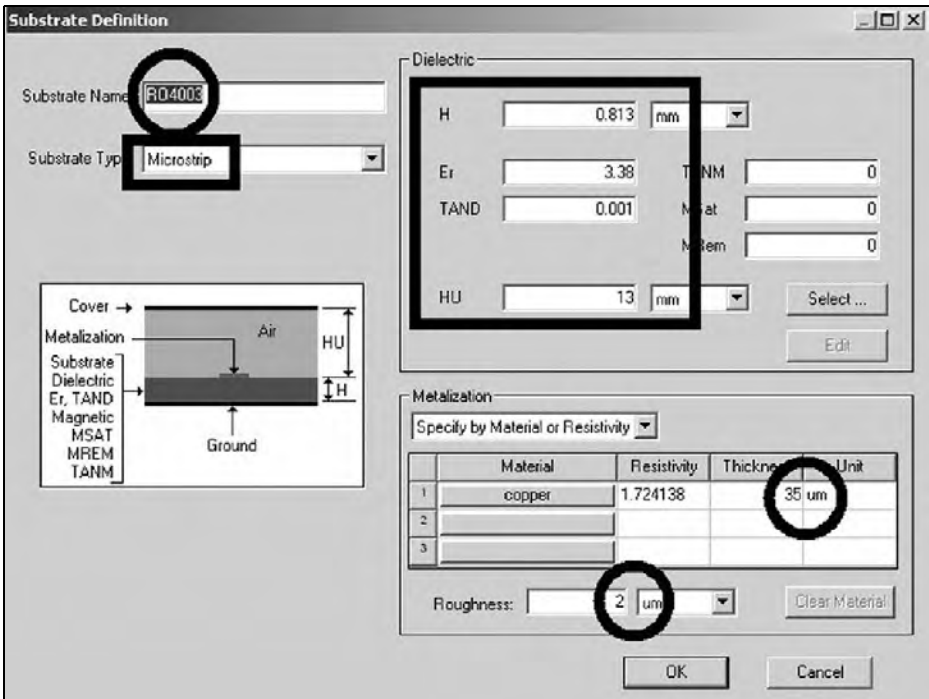 Substrate Definition
Substrate Name
RO4003
Substrate Typ
Microstrip
Dielectric
H 0.813 mm
Er 3.38
TAND 0.001
0
MSat 0
0
HU 13 mm
Select ...
Edit
Cover
Metalization
Substrate
Dielectric
Er, TAND
Magnetic
MSAT
MREM
TANM
Air
HU
H
Ground
Metalization
Specify by Material or Resistivity
Material Resistivity Unit
1 copper 1.724138 35 um
2
3
Roughness: 2 um
Clear Material
OK
Cancel